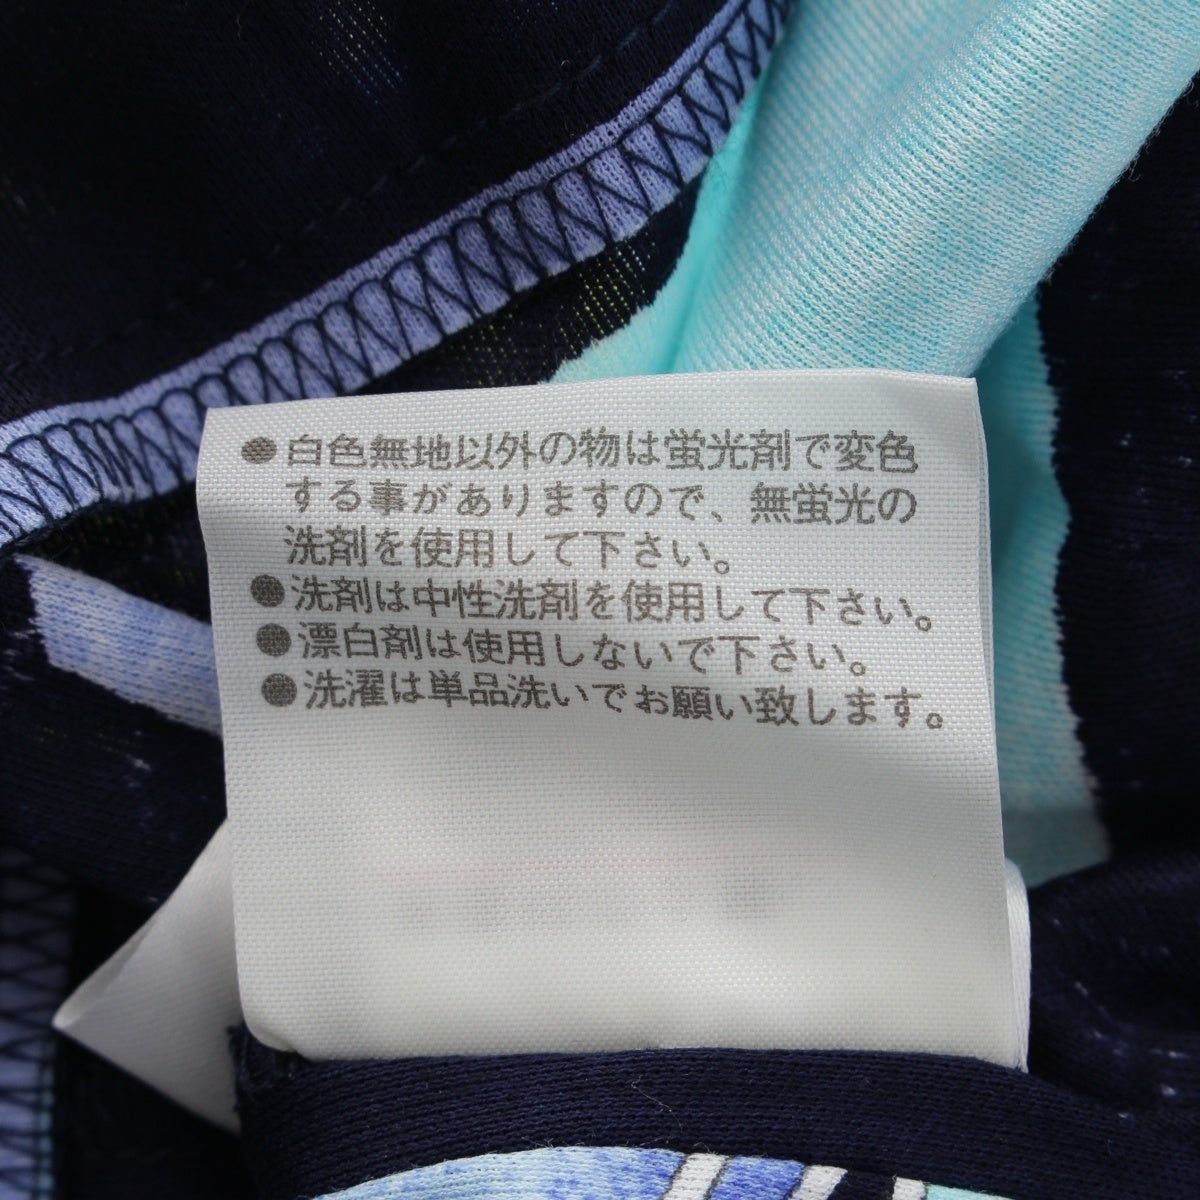 ●白色無地以外の物は蛍光剤で変色
する事がありますので、無蛍光の
洗剤を使用して下さい。
●洗剤は中性洗剤を使用して下さい。
●漂白剤は使用しないで下さい。
●洗濯は単品洗いでお願い致します。